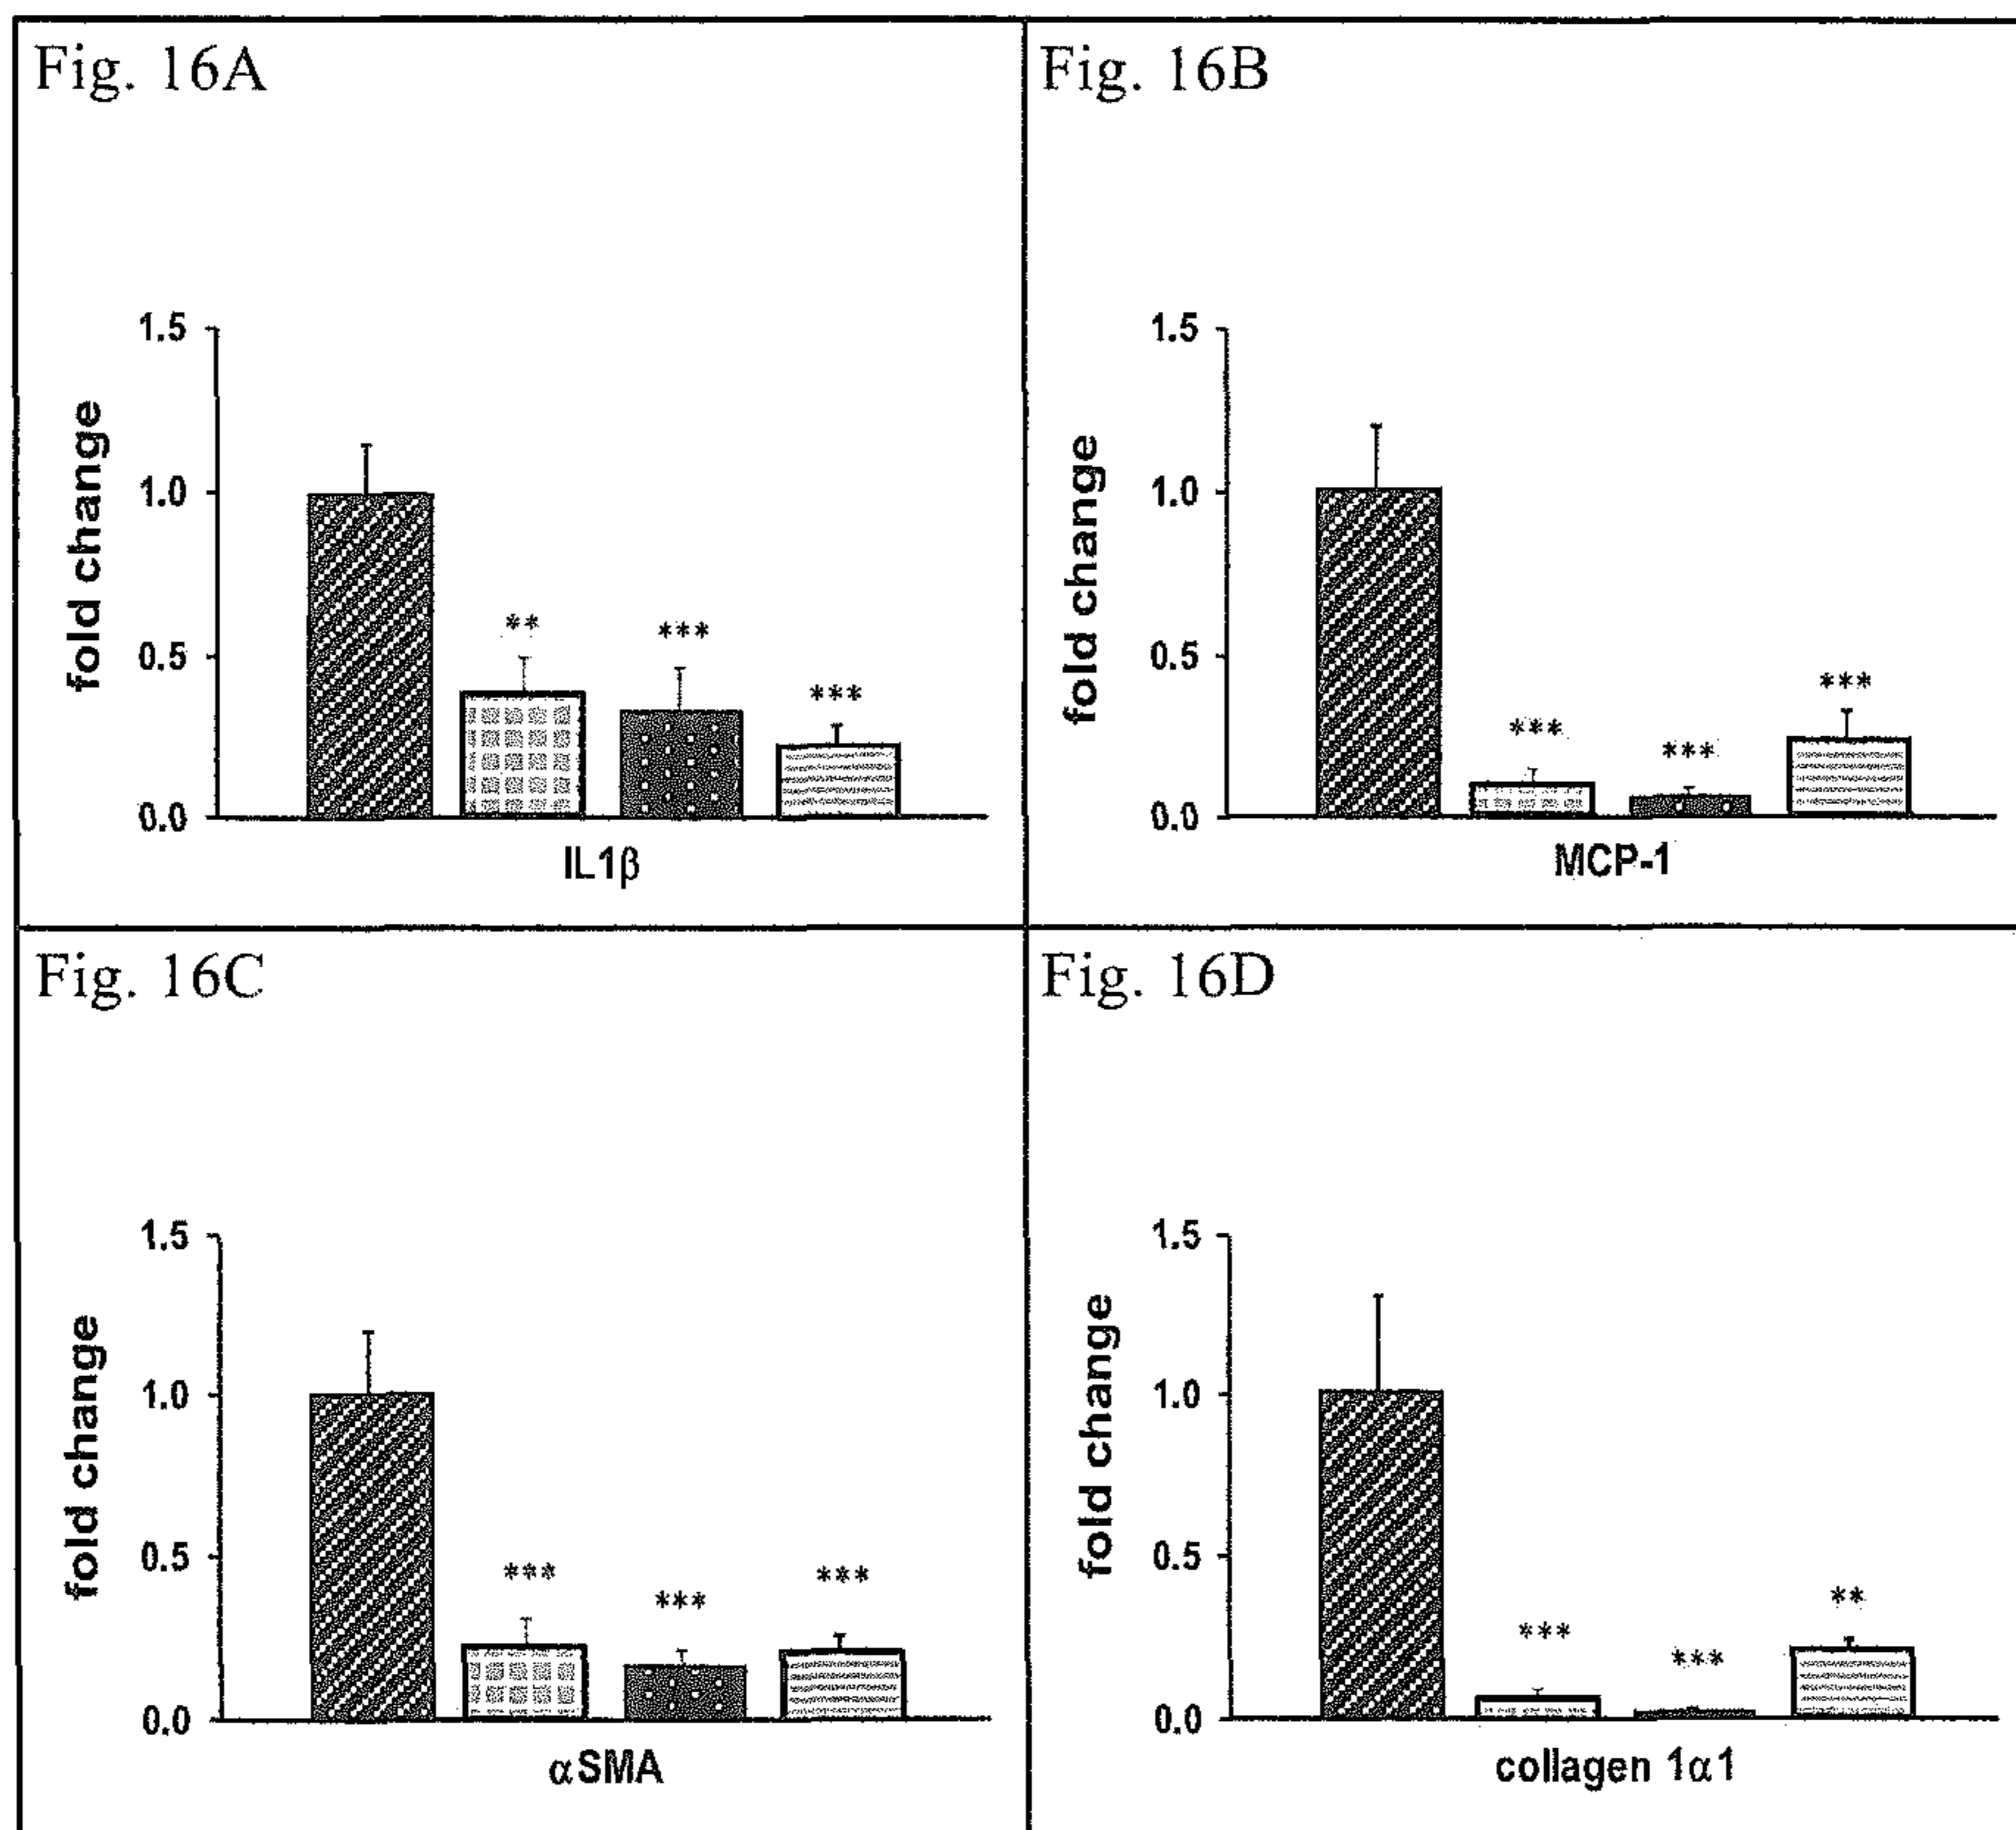 Fig. 16A
fold change
1.5
1.0
0.5
0.0
**
***
***
IL1β
Fig. 16B
fold change
1.5
1.0
0.5
0.0
***
***
***
MCP-1
Fig. 16C
fold change
1.5
1.0
0.5
0.0
***
***
***
αSMA
Fig. 16D
fold change
1.5
1.0
0.5
0.0
***
***
**
collagen 1α1